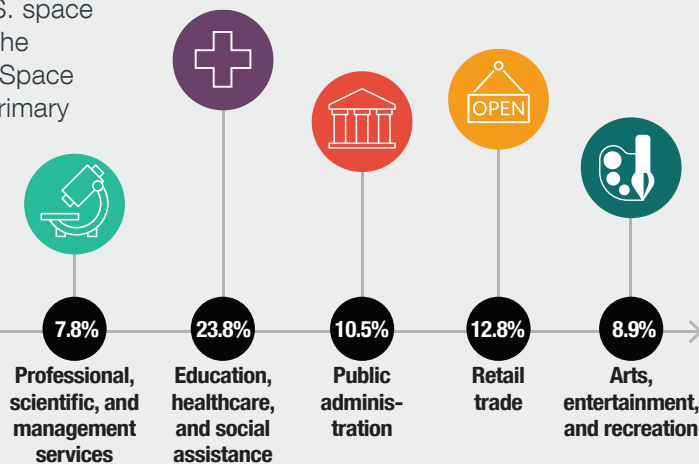 S. space
he
Space
rimary
OPEN
7.8%
23.8%
10.5%
12.8%
8.9%
Professional,
scientific, and
management
services
Education,
healthcare,
and social
assistance
Public
adminis-
tration
Retail
trade
Arts,
entertainment,
and recreation